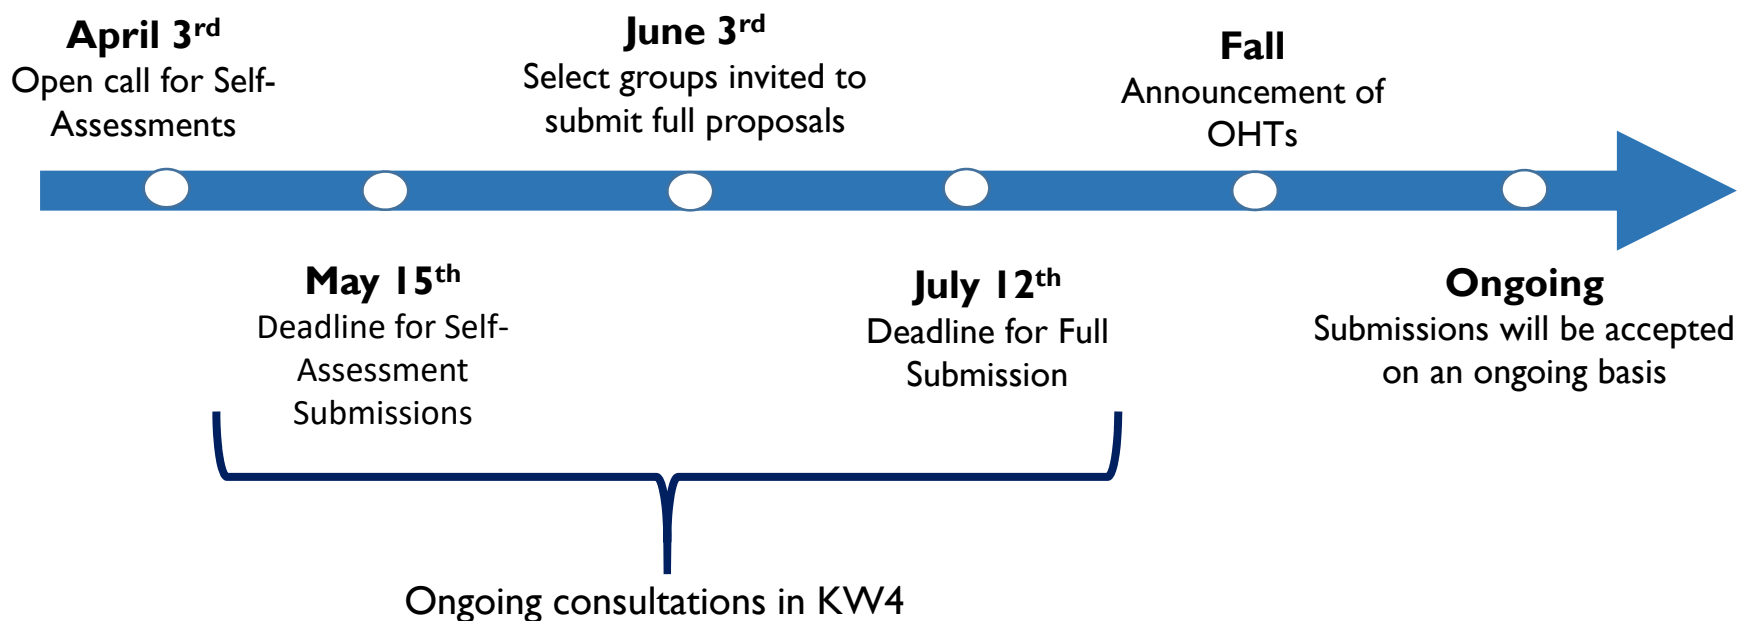 April 3rd
Open call for Self-
Assessments
June 3rd
Select groups invited to
submit full proposals
Fall
Announcement of
OHTs
May 15th
Deadline for Self-
Assessment
Submissions
July 12th
Deadline for Full
Submission
Ongoing
Submissions will be accepted
on an ongoing basis
Ongoing consultations in KW4